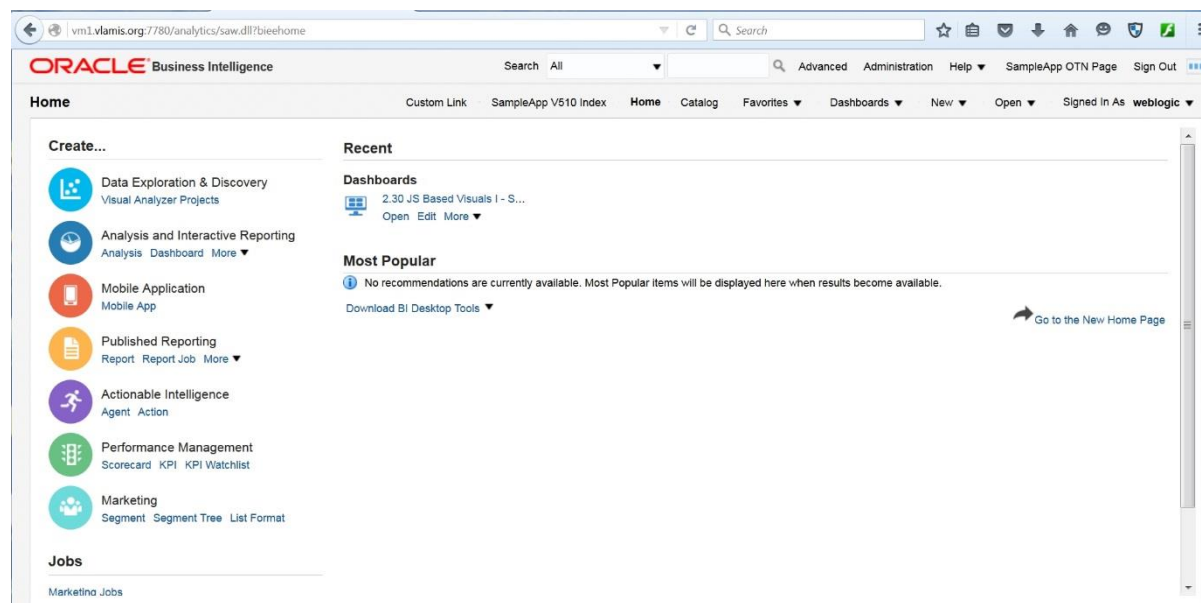 vm1.vlamis.org:7780/analytics/saw.dll?bieehome Search
ORACLE Business Intelligence Search All Advanced Administration Help SampleApp OTN Page Sign Out
Home Custom Link SampleApp V510 Index Home Catalog Favorites Dashboards New Open Signed In As weblogic
Create...
Data Exploration & Discovery
Visual Analyzer Projects
Analysis and Interactive Reporting
Analysis Dashboard More
Mobile Application
Mobile App
Published Reporting
Report Report Job More
Actionable Intelligence
Agent Action
Performance Management
Scorecard KPI KPI Watchlist
Marketing
Segment Segment Tree List Format
Jobs
Marketing Jobs
Recent
Dashboards
2.30 JS Based Visuals I - S...
Open Edit More
Most Popular
No recommendations are currently available. Most Popular items will be displayed here when results become available.
Download BI Desktop Tools
Go to the New Home Page